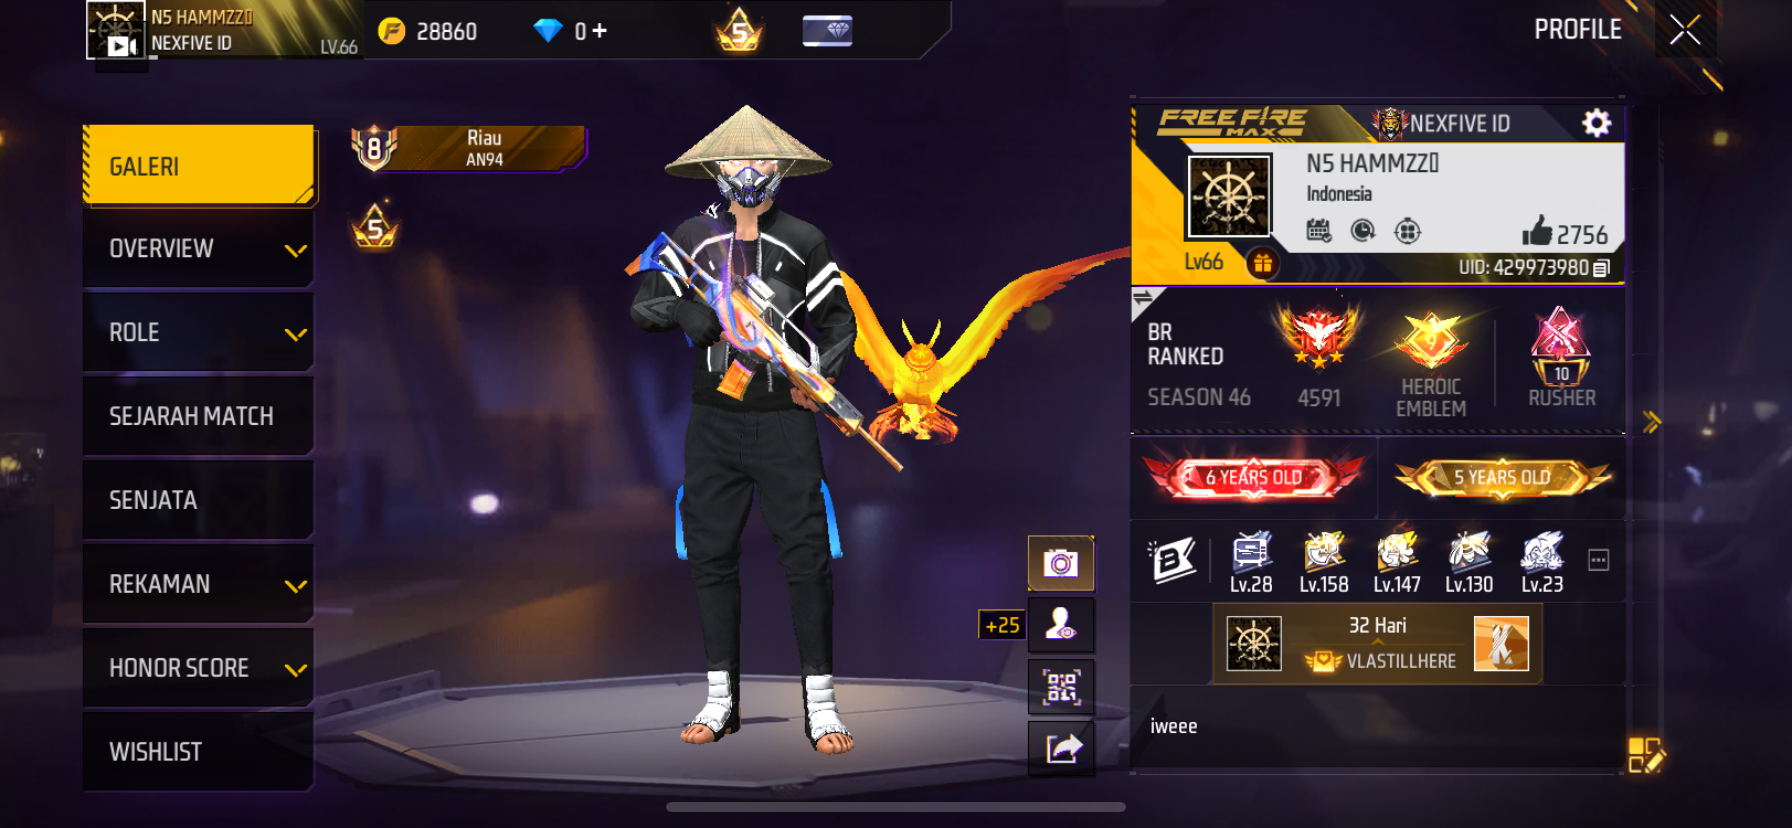 N5 HAMMZZ
NEXFIVE ID
LV.66
28860
0 +
5
PROFILE
GALERI
OVERVIEW
ROLE
SEJARAH MATCH
SENJATA
REKAMAN
HONOR SCORE
WISHLIST
8
Riau
AN94
5
+25
FREE FIRE
MAX
NEXFIVE ID
N5 HAMMZZ
Indonesia
2756
Lv66
UID: 429973980
BR
RANKED
SEASON 46
4591
9
HEROIC
EMBLEM
10
RUSHER
6 YEARS OLD
5 YEARS OLD
B
Lv.28
Lv.158
Lv.147
Lv.130
Lv.23
32 Hari
VLASTILLHERE
iweee